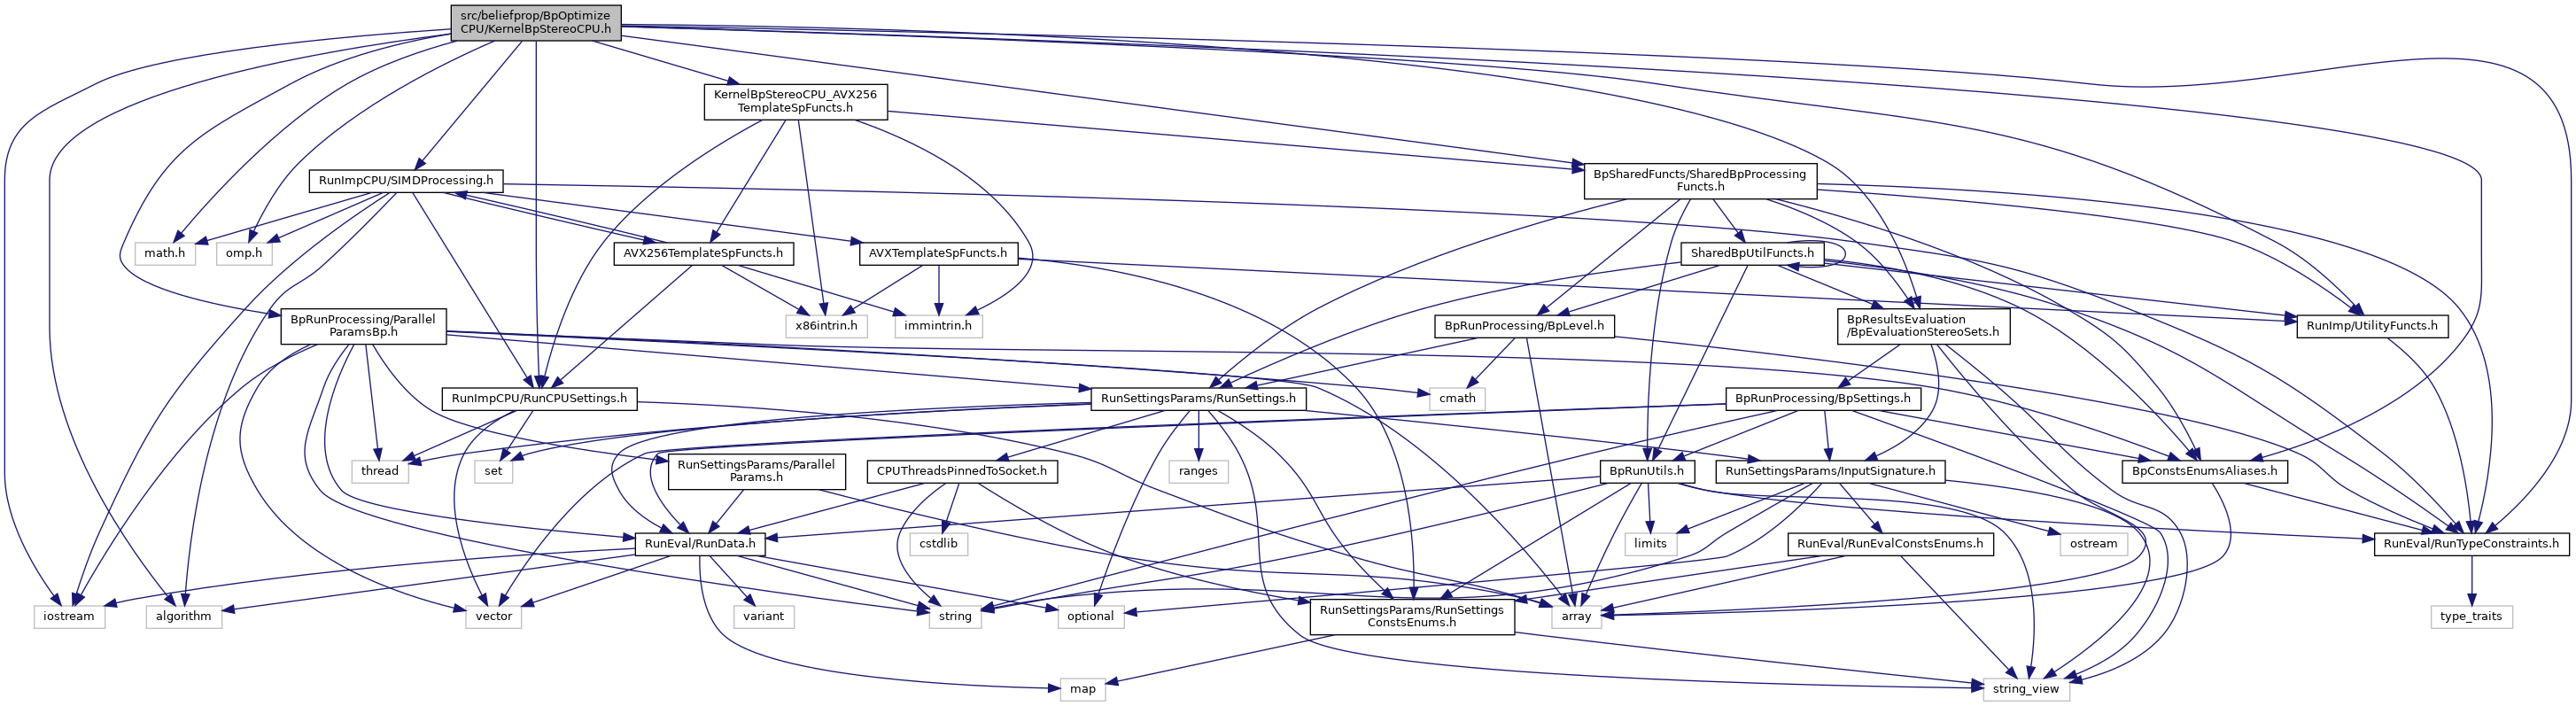 src/beliefprop/BpOptimize
CPU/KernelBpStereoCPU.h
KernelBpStereoCPU_AVX256
TemplateSpFuncts.h
RunImpCPU/SIMDProcessing.h
BpSharedFuncts/SharedBpProcessing
Functs.h
math.h
omp.h
AVX256TemplateSpFuncts.h
AVXTemplateSpFuncts.h
SharedBpUtilFuncts.h
BpRunProcessing/Parallel
ParamsBp.h
x86intrin.h
immintrin.h
BpRunProcessing/BpLevel.h
BpResultsEvaluation
/BpEvaluationStereoSets.h
RunImp/UtilityFuncts.h
RunImpCPU/RunCPUSettings.h
RunSettingsParams/RunSettings.h
cmath
BpRunProcessing/BpSettings.h
thread
set
RunSettingsParams/Parallel
Params.h
CPUThreadsPinnedToSocket.h
ranges
BpRunUtils.h
RunSettingsParams/InputSignature.h
BpConstsEnumsAliases.h
RunEval/RunData.h
cstdlib
limits
RunEval/RunEvalConstsEnums.h
ostream
RunEval/RunTypeConstraints.h
iostream
algorithm
vector
variant
string
optional
RunSettingsParams/RunSettings
ConstsEnums.h
array
type_traits
map
string_view